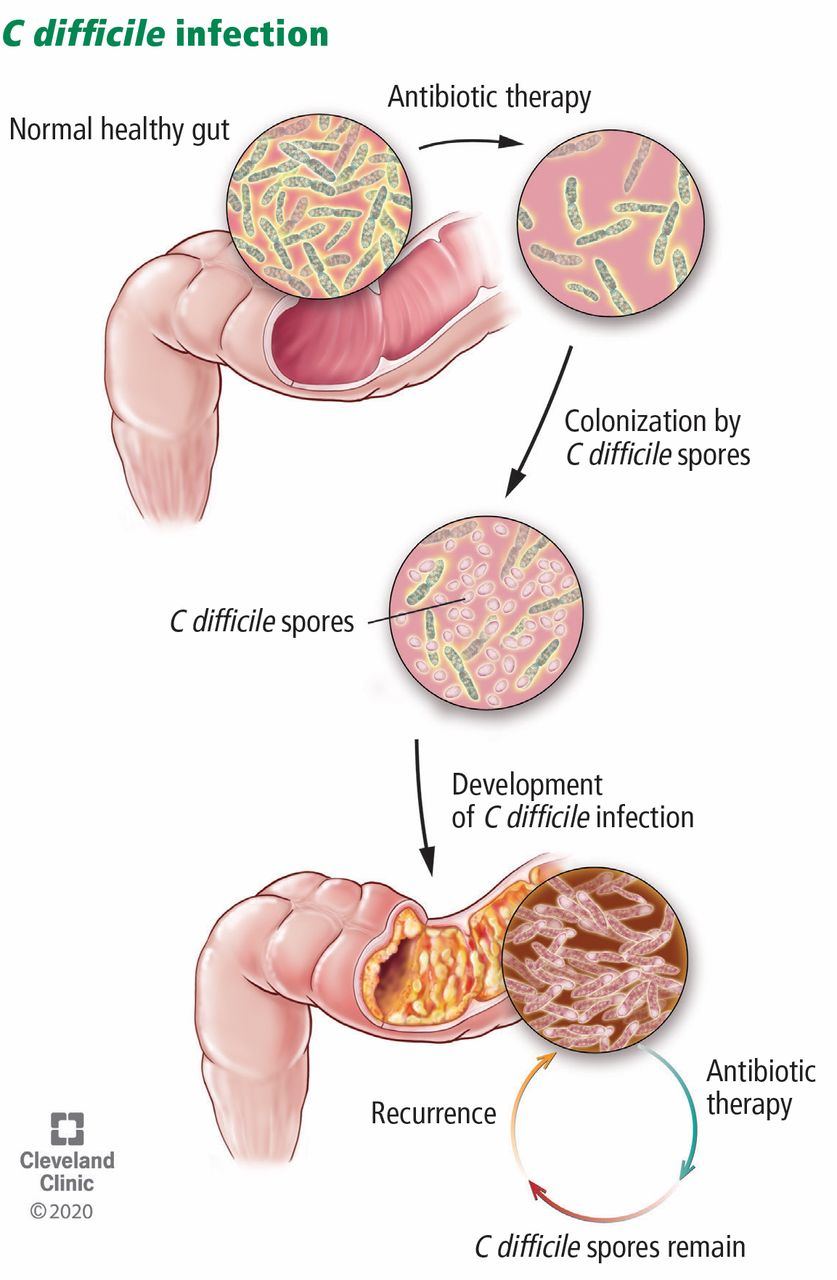 C difficile infection
Normal healthy gut
Antibiotic therapy
Colonization by
C difficile spores
C difficile spores
Development
of C difficile infection
Antibiotic
therapy
Recurrence
C difficile spores remain
Cleveland
Clinic
©2020